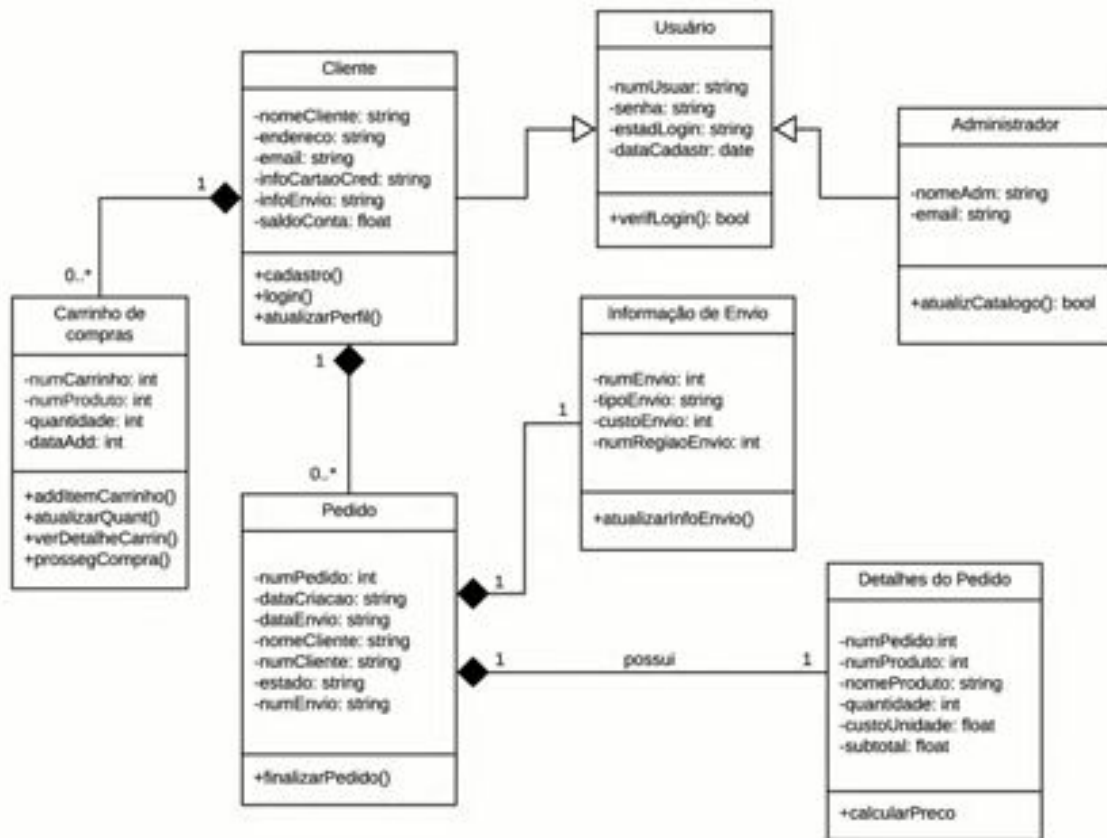 Usuário
-numUsuar: string
-senha: string
-estadLogin: string
-dataCadastr: date
+verifLogin(): bool
Cliente
-nomeCliente: string
-endereco: string
-email: string
-infoCartaoCred: string
-infoEnvio: string
-saldoConta: float
+cadastro()
+login()
+atualizarPerfil()
Administrador
-nomeAdm: string
-email: string
+atualizCatalogo(): bool
1
0..*
Carrinho de
compras
-numCarrinho: int
-numProduto: int
-quantidade: int
-dataAdd: int
+addItemCarrinho()
+atualizarQuant()
+verDetalheCarrin()
+prossegCompra()
1
0..*
Informação de Envio
-numEnvio: int
-tipoEnvio: string
-custoEnvio: int
-numRegiaoEnvio: int
+atualizarInfoEnvio()
1
1
Pedido
-numPedido: int
-dataCriacao: string
-dataEnvio: string
-nomeCliente: string
-numCliente: string
-estado: string
-numEnvio: string
+finalizarPedido()
1 possui 1
Detalhes do Pedido
-numPedido:int
-numProduto: int
-nomeProduto: string
-quantidade: int
-custoUnidade: float
-subtotal: float
+calcularPreco